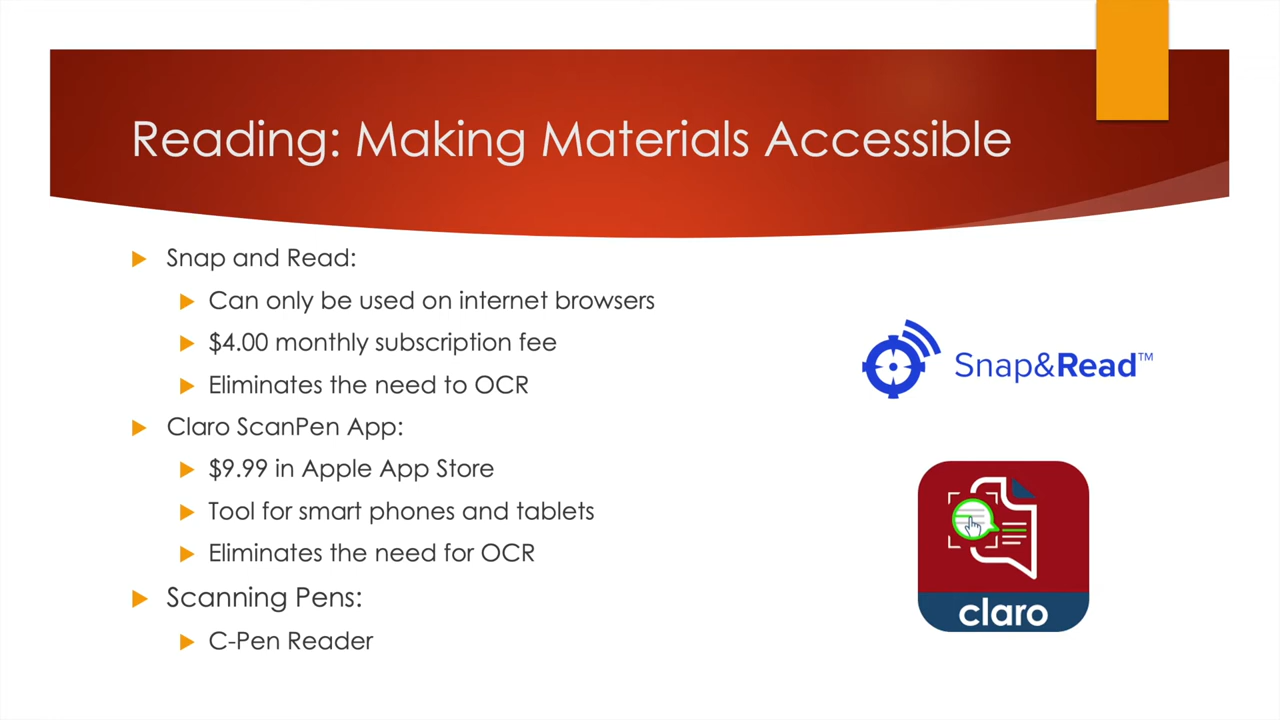 Reading: Making Materials Accessible
Snap and Read:
Can only be used on internet browsers
$4.00 monthly subscription fee
Eliminates the need to OCR
Claro ScanPen App:
$9.99 in Apple App Store
Tool for smart phones and tablets
Eliminates the need for OCR
Scanning Pens:
C-Pen Reader
Snap&Read™
claro